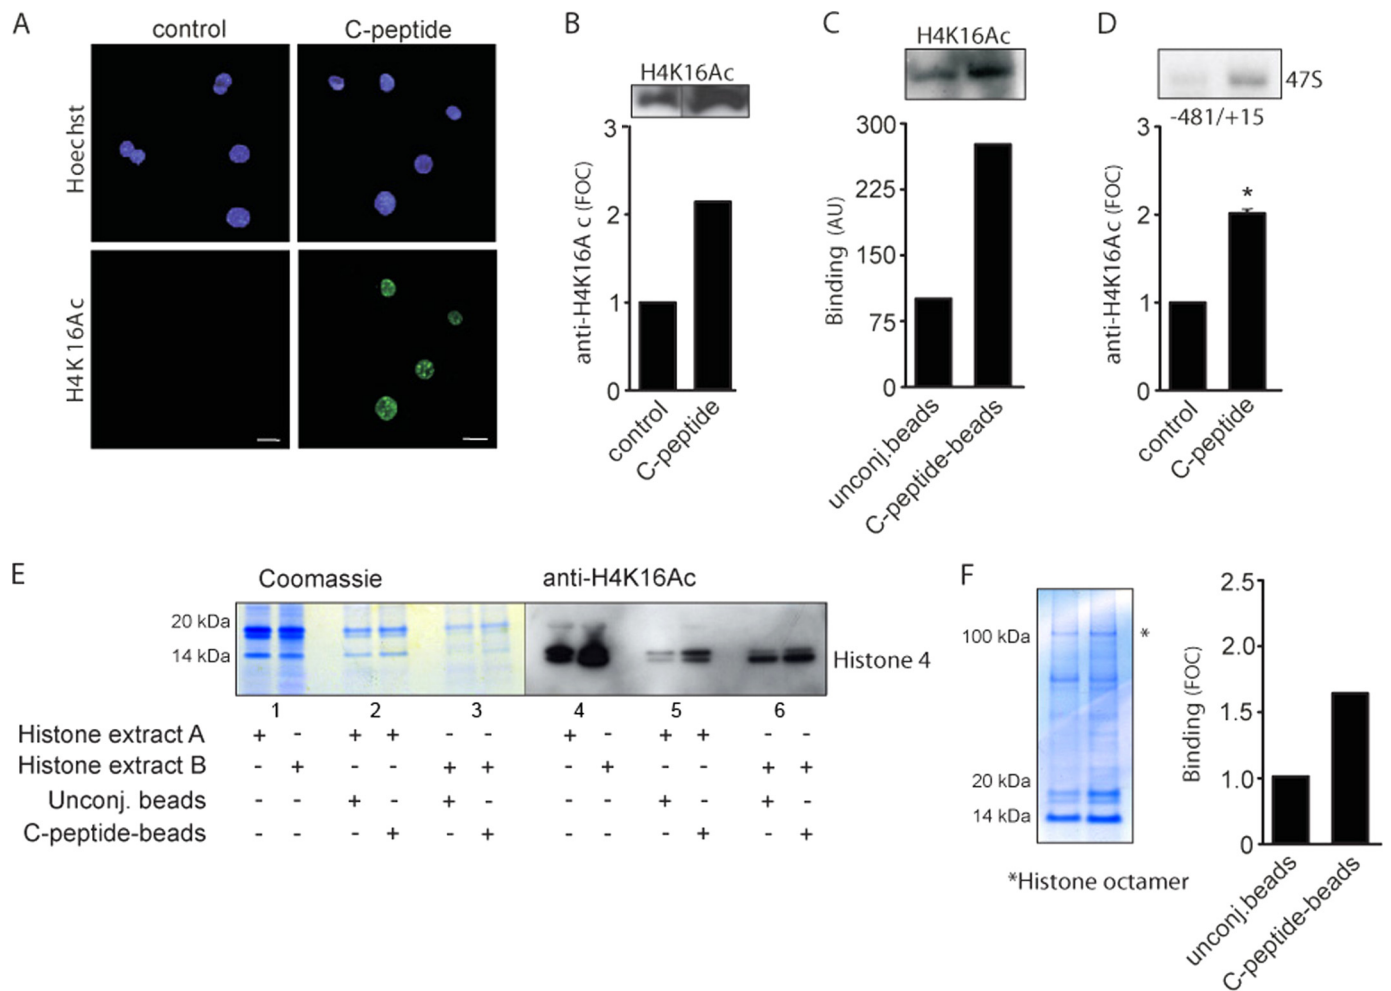 A
control
C-peptide
Hoechst
H4K16Ac
B
H4K16Ac
3
2
1
0
anti-H4K16A c (FOC)
control
C-peptide
C
H4K16Ac
300
225
150
75
0
Binding (AU)
unconj.beads
C-peptide-beads
D
47S
-481/+15
3
2
1
0
anti-H4K16Ac (FOC)
*
control
C-peptide
E
Coomassie
anti-H4K16Ac
20 kDa
14 kDa
Histone 4
1 2 3 4 5 6
Histone extract A + - + + - - + - + + - -
Histone extract B - + - - + + - + - - + +
Unconj. beads - - + - + - - - + - + -
C-peptide-beads - - - + - + - - - + - +
F
100 kDa
*
20 kDa
14 kDa
*Histone octamer
2.5
2.0
1.5
1.0
0
Binding (FOC)
unconj.beads
C-peptide-beads